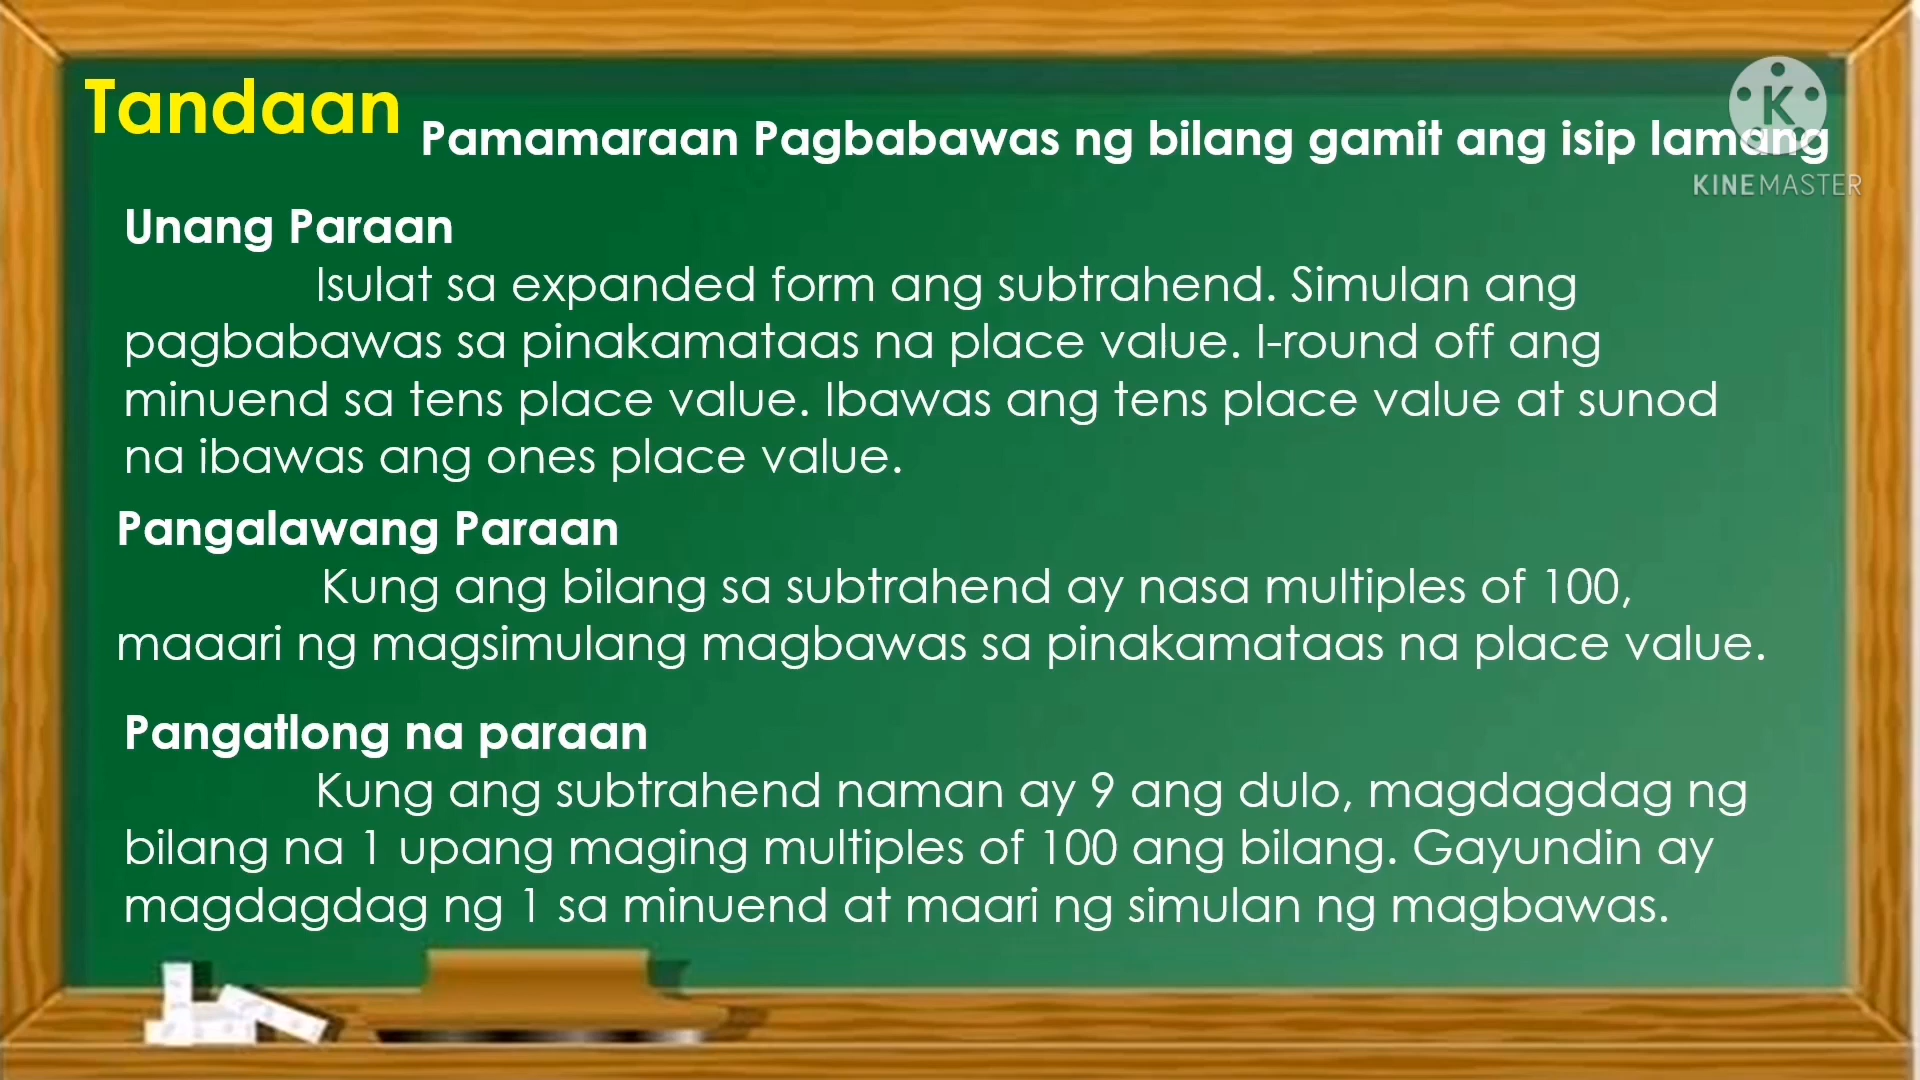 Tandaan
Pamamaraan Pagbabawas ng bilang gamit ang isip lamang
K
KINEMASTER
Unang Paraan
Isulat sa expanded form ang subtrahend. Simulan ang
pagbabawas sa pinakamataas na place value. I-round off ang
minuend sa tens place value. Ibawas ang tens place value at sunod
na ibawas ang ones place value.
Pangalawang Paraan
Kung ang bilang sa subtrahend ay nasa multiples of 100,
maaari ng magsimulang magbawas sa pinakamataas na place value.
Pangatlong na paraan
Kung ang subtrahend naman ay 9 ang dulo, magdagdag ng
bilang na 1 upang maging multiples of 100 ang bilang. Gayundin ay
magdagdag ng 1 sa minuend at maari ng simulan ng magbawas.